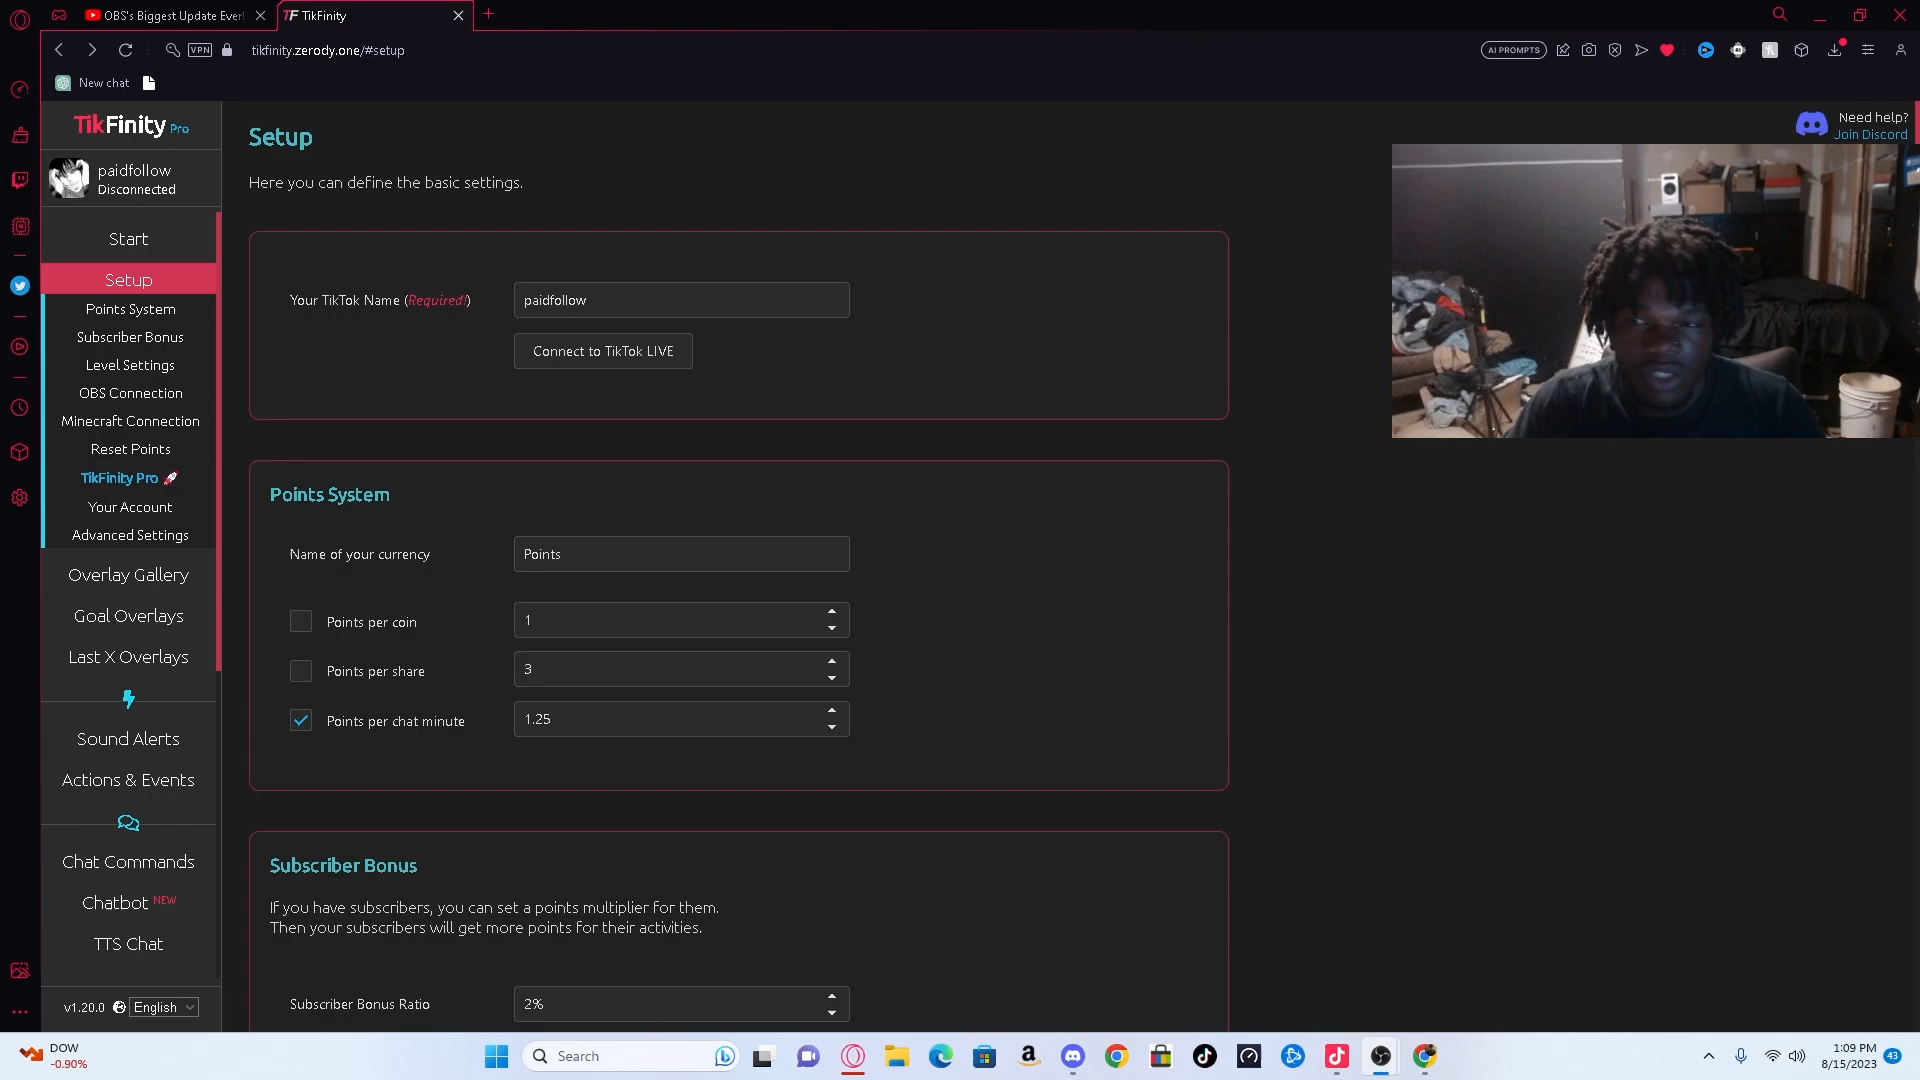 OBS's Biggest Update Ever!
TF TikFinity
VPN
tikfinity.zerody.one/#setup
AI PROMPTS
New chat
TikFinity Pro
paidfollow
Disconnected
Start
Setup
Points System
Subscriber Bonus
Level Settings
OBS Connection
Minecraft Connection
Reset Points
TikFinity Pro
Your Account
Advanced Settings
Overlay Gallery
Goal Overlays
Last X Overlays
Sound Alerts
Actions & Events
Chat Commands
Chatbot NEW
TTS Chat
v1.20.0 English
Setup
Here you can define the basic settings.
Your TikTok Name (Required!)
paidfollow
Connect to TikTok LIVE
Points System
Name of your currency
Points
Points per coin
1
Points per share
3
Points per chat minute
1.25
Subscriber Bonus
If you have subscribers, you can set a points multiplier for them.
Then your subscribers will get more points for their activities.
Subscriber Bonus Ratio
2%
Need help?
Join Discord
DOW
-0.90%
Search
1:09 PM
8/15/2023
43